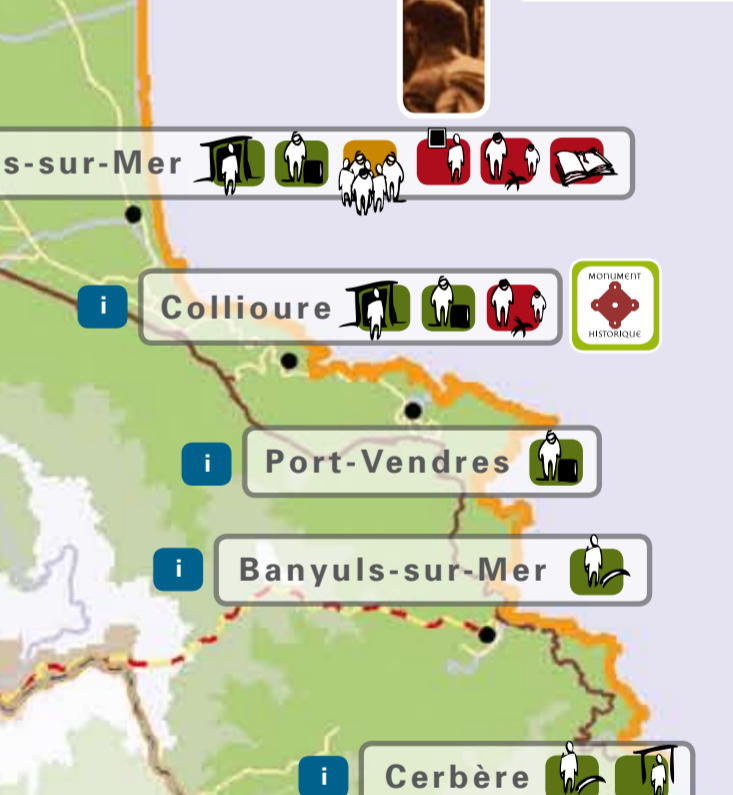 s-sur-Mer
i Collioure
MONUMENT
HISTORIQUE
i Port-Vendres
i Banyuls-sur-Mer
i Cerbère